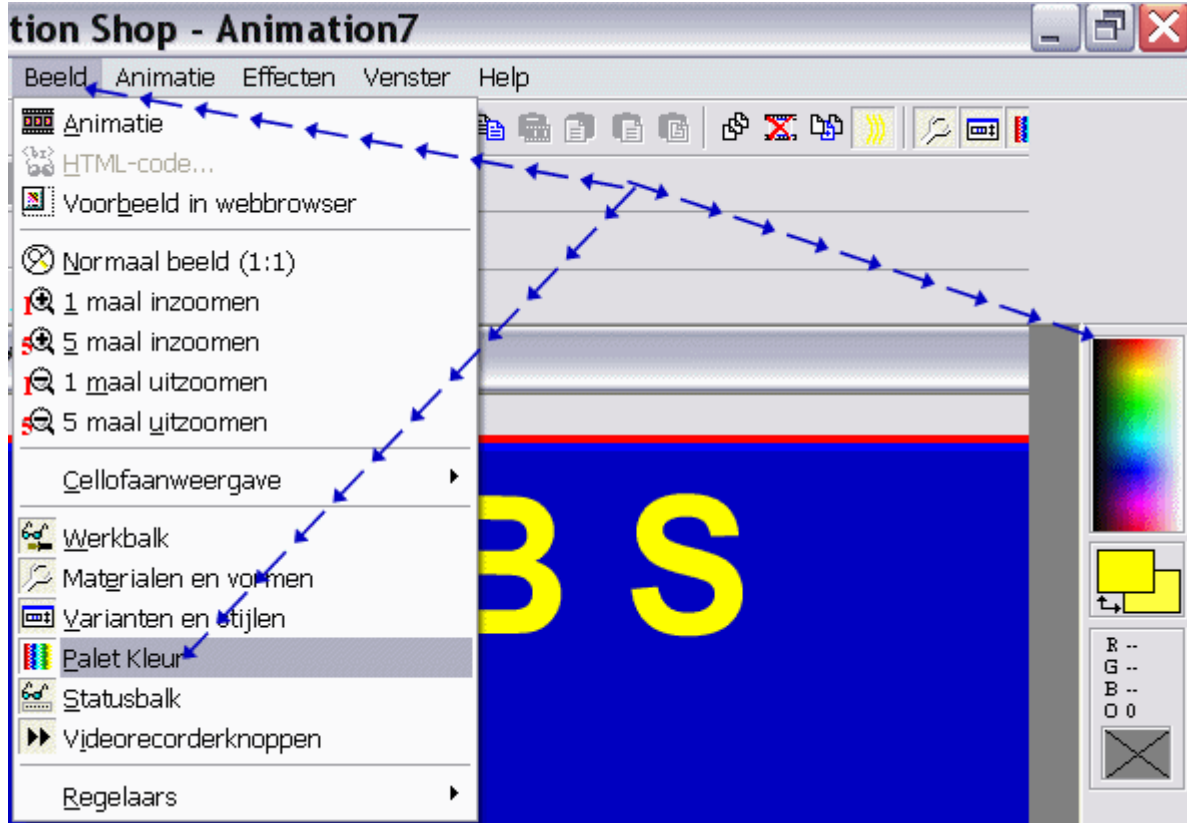 tion Shop - Animation7
Beeld Animatie Effecten Venster Help
Animatie
HTML-code...
Voorbeeld in webbrowser
Normaal beeld (1:1)
1 maal inzoomen
5 maal inzoomen
1 maal uitzoomen
5 maal uitzoomen
Cellofaanweergave
Werkbalk
Materialen en vormen
Varianten en stijlen
Palet Kleur
Statusbalk
Videorecorderknoppen
Regelaars
B S
R --
G --
B --
O 0